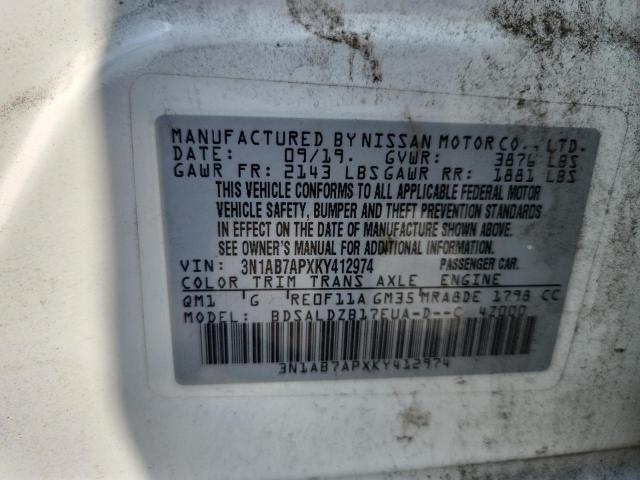 MANUFACTURED BY NISSAN MOTOR CO., LTD.
DATE: 09/19. GVWR: 3876 LBS
GAWR FR: 2143 LBS GAWR RR: 1881 LBS
THIS VEHICLE CONFORMS TO ALL APPLICABLE FEDERAL MOTOR
VEHICLE SAFETY, BUMPER AND THEFT PREVENTION STANDARDS
IN EFFECT ON THE DATE OF MANUFACTURE SHOWN ABOVE.
SEE OWNER'S MANUAL FOR ADDITIONAL INFORMATION
VIN: 3N1AB7APXKY412974 PASSENGER CAR.
COLOR TRIM TRANS AXLE ENGINE
QM1 G RE0F11A GM35 MRA8DE 1798 CC
MODEL: BDSALDZB17EUA-D--C 4Z000
3N1AB7APXKY412974